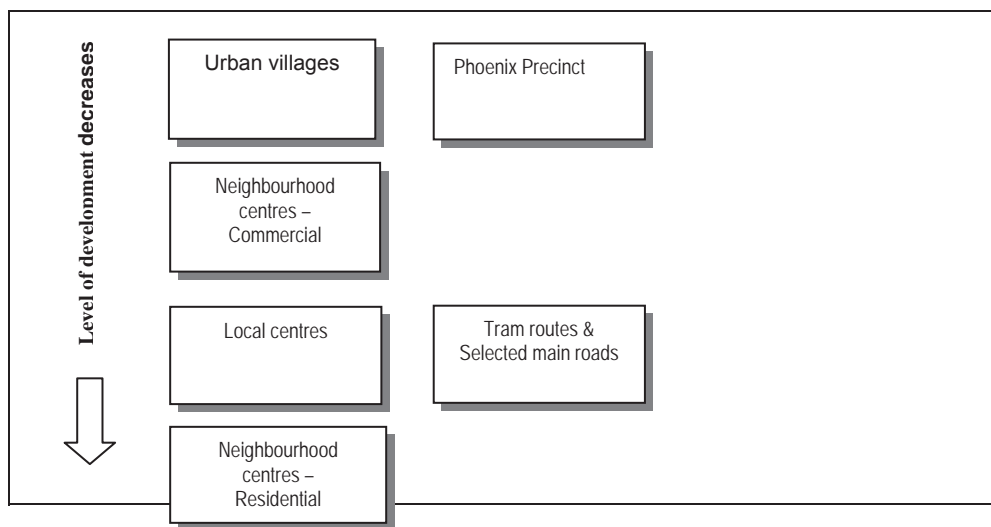 Level of development decreases
Urban villages
Phoenix Precinct
Neighbourhood
centres –
Commercial
Local centres
Tram routes &
Selected main roads
Neighbourhood
centres –
Residential